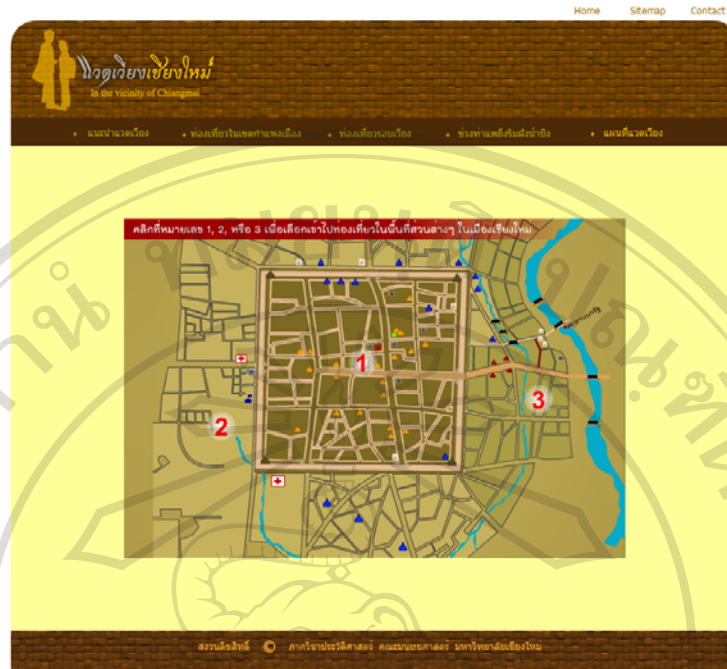 Home Sitemap Contact
แวดเวียงเชียงใหม่
In the vicinity of Chiangmai
• แนะนำแวดเวียง • ท่องเที่ยวในเขตกำแพงเมือง • ท่องเที่ยวรอบเวียง • ช่วงท่าแพถึงริมฝั่งน้ำปิง • แผนที่แวดเวียง
คลิกที่หมายเลข 1, 2, หรือ 3 เพื่อเลือกเข้าไปท่องเที่ยวในพื้นที่ส่วนต่างๆ ในเมืองเชียงใหม่
1
3
2
สงวนลิขสิทธิ์ © ภาควิชาประวัติศาสตร์ คณะมนุษยศาสตร์ มหาวิทยาลัยเชียงใหม่